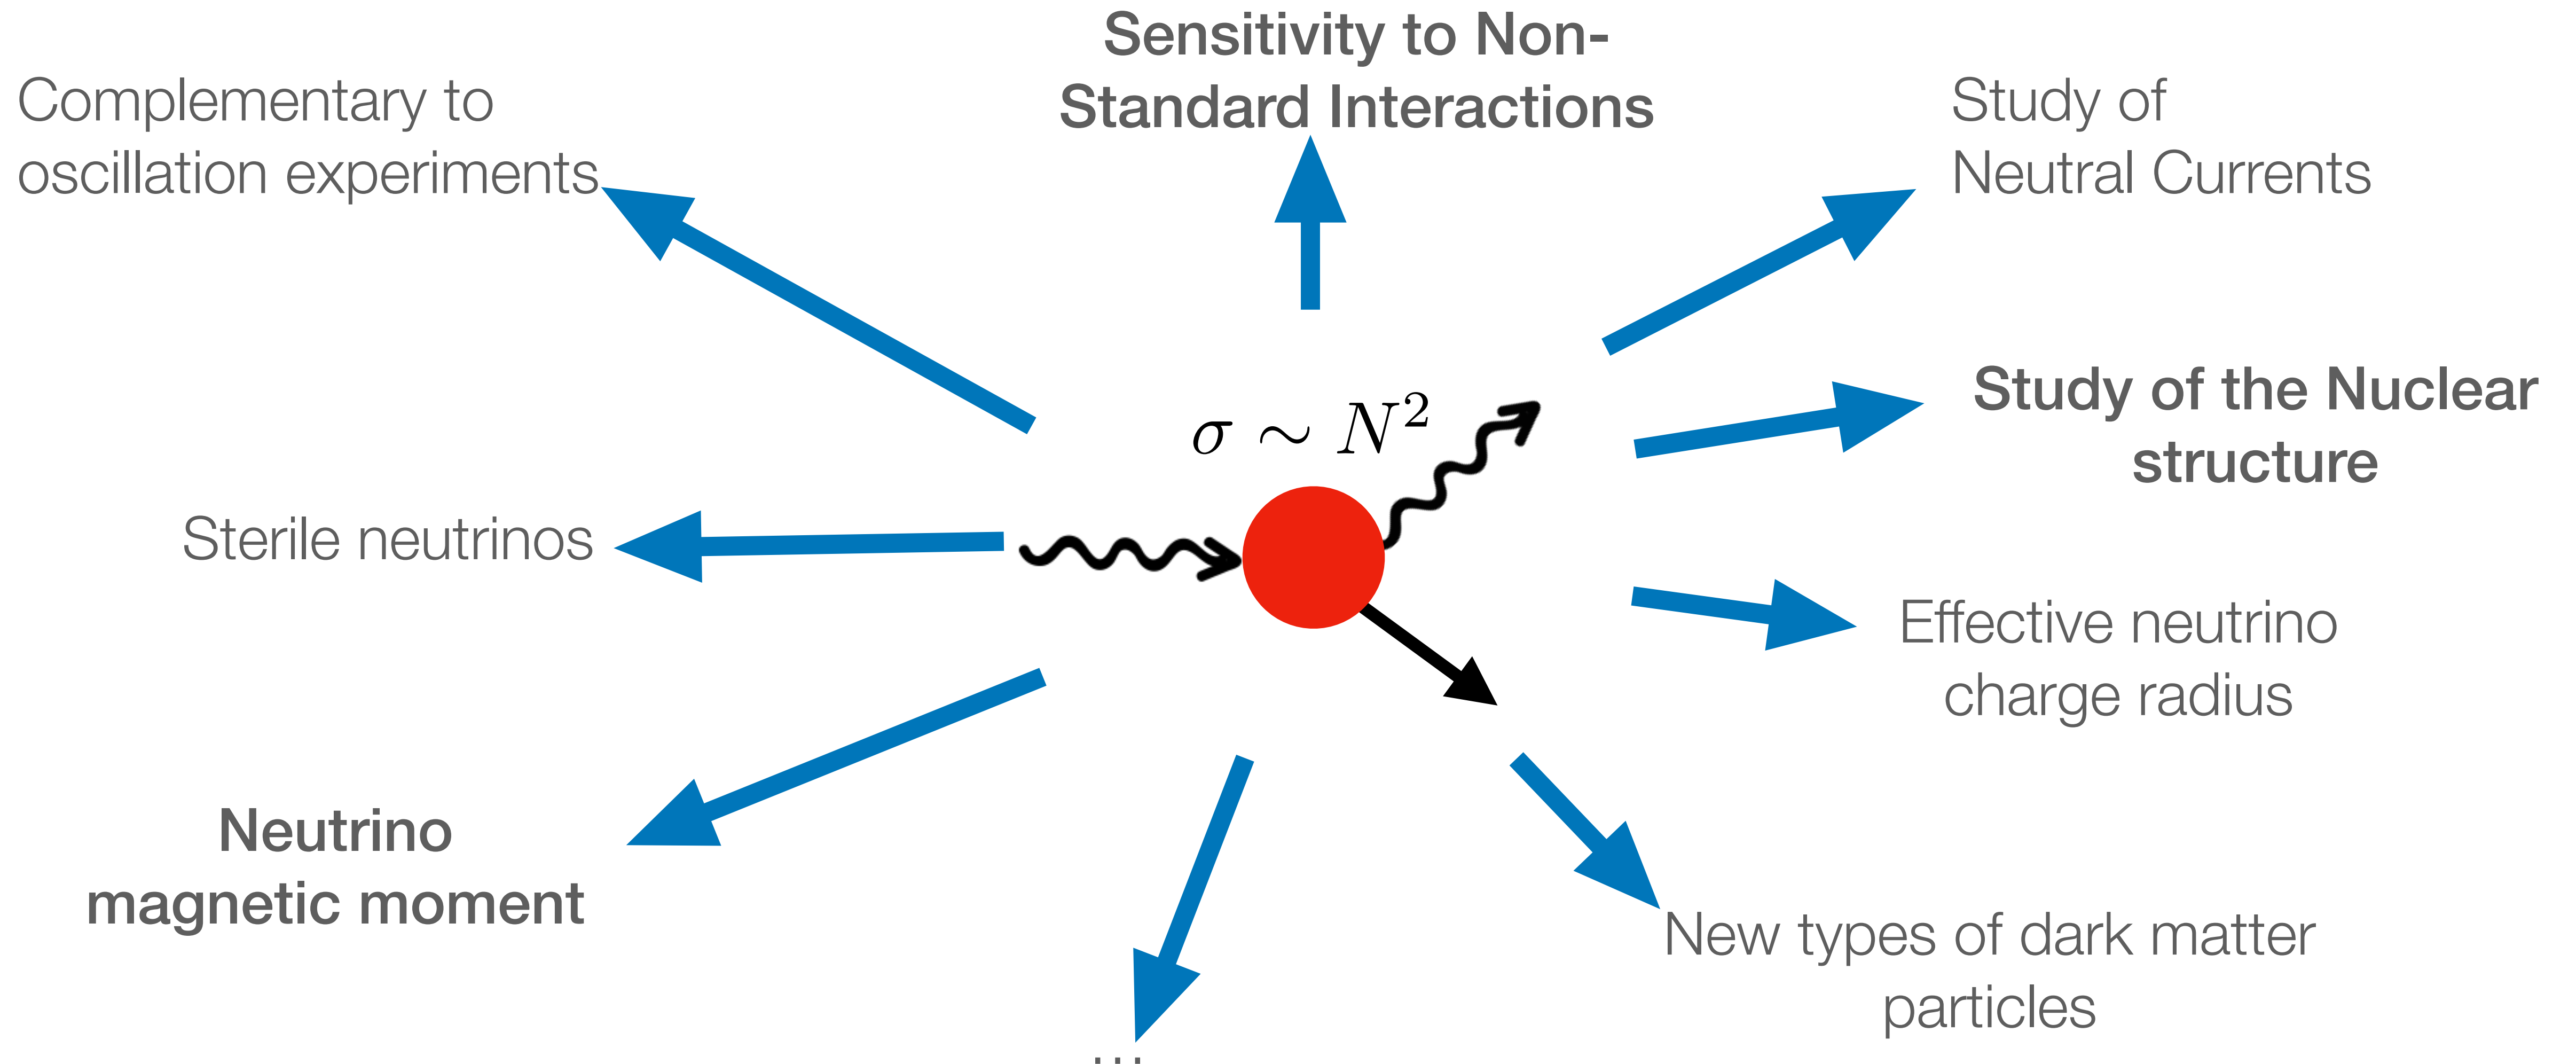 Sensitivity to Non-
Standard Interactions
Complementary to
oscillation experiments
Study of
Neutral Currents
σ ∼ N²
Study of the Nuclear
structure
Sterile neutrinos
Effective neutrino
charge radius
Neutrino
magnetic moment
New types of dark matter
particles
...